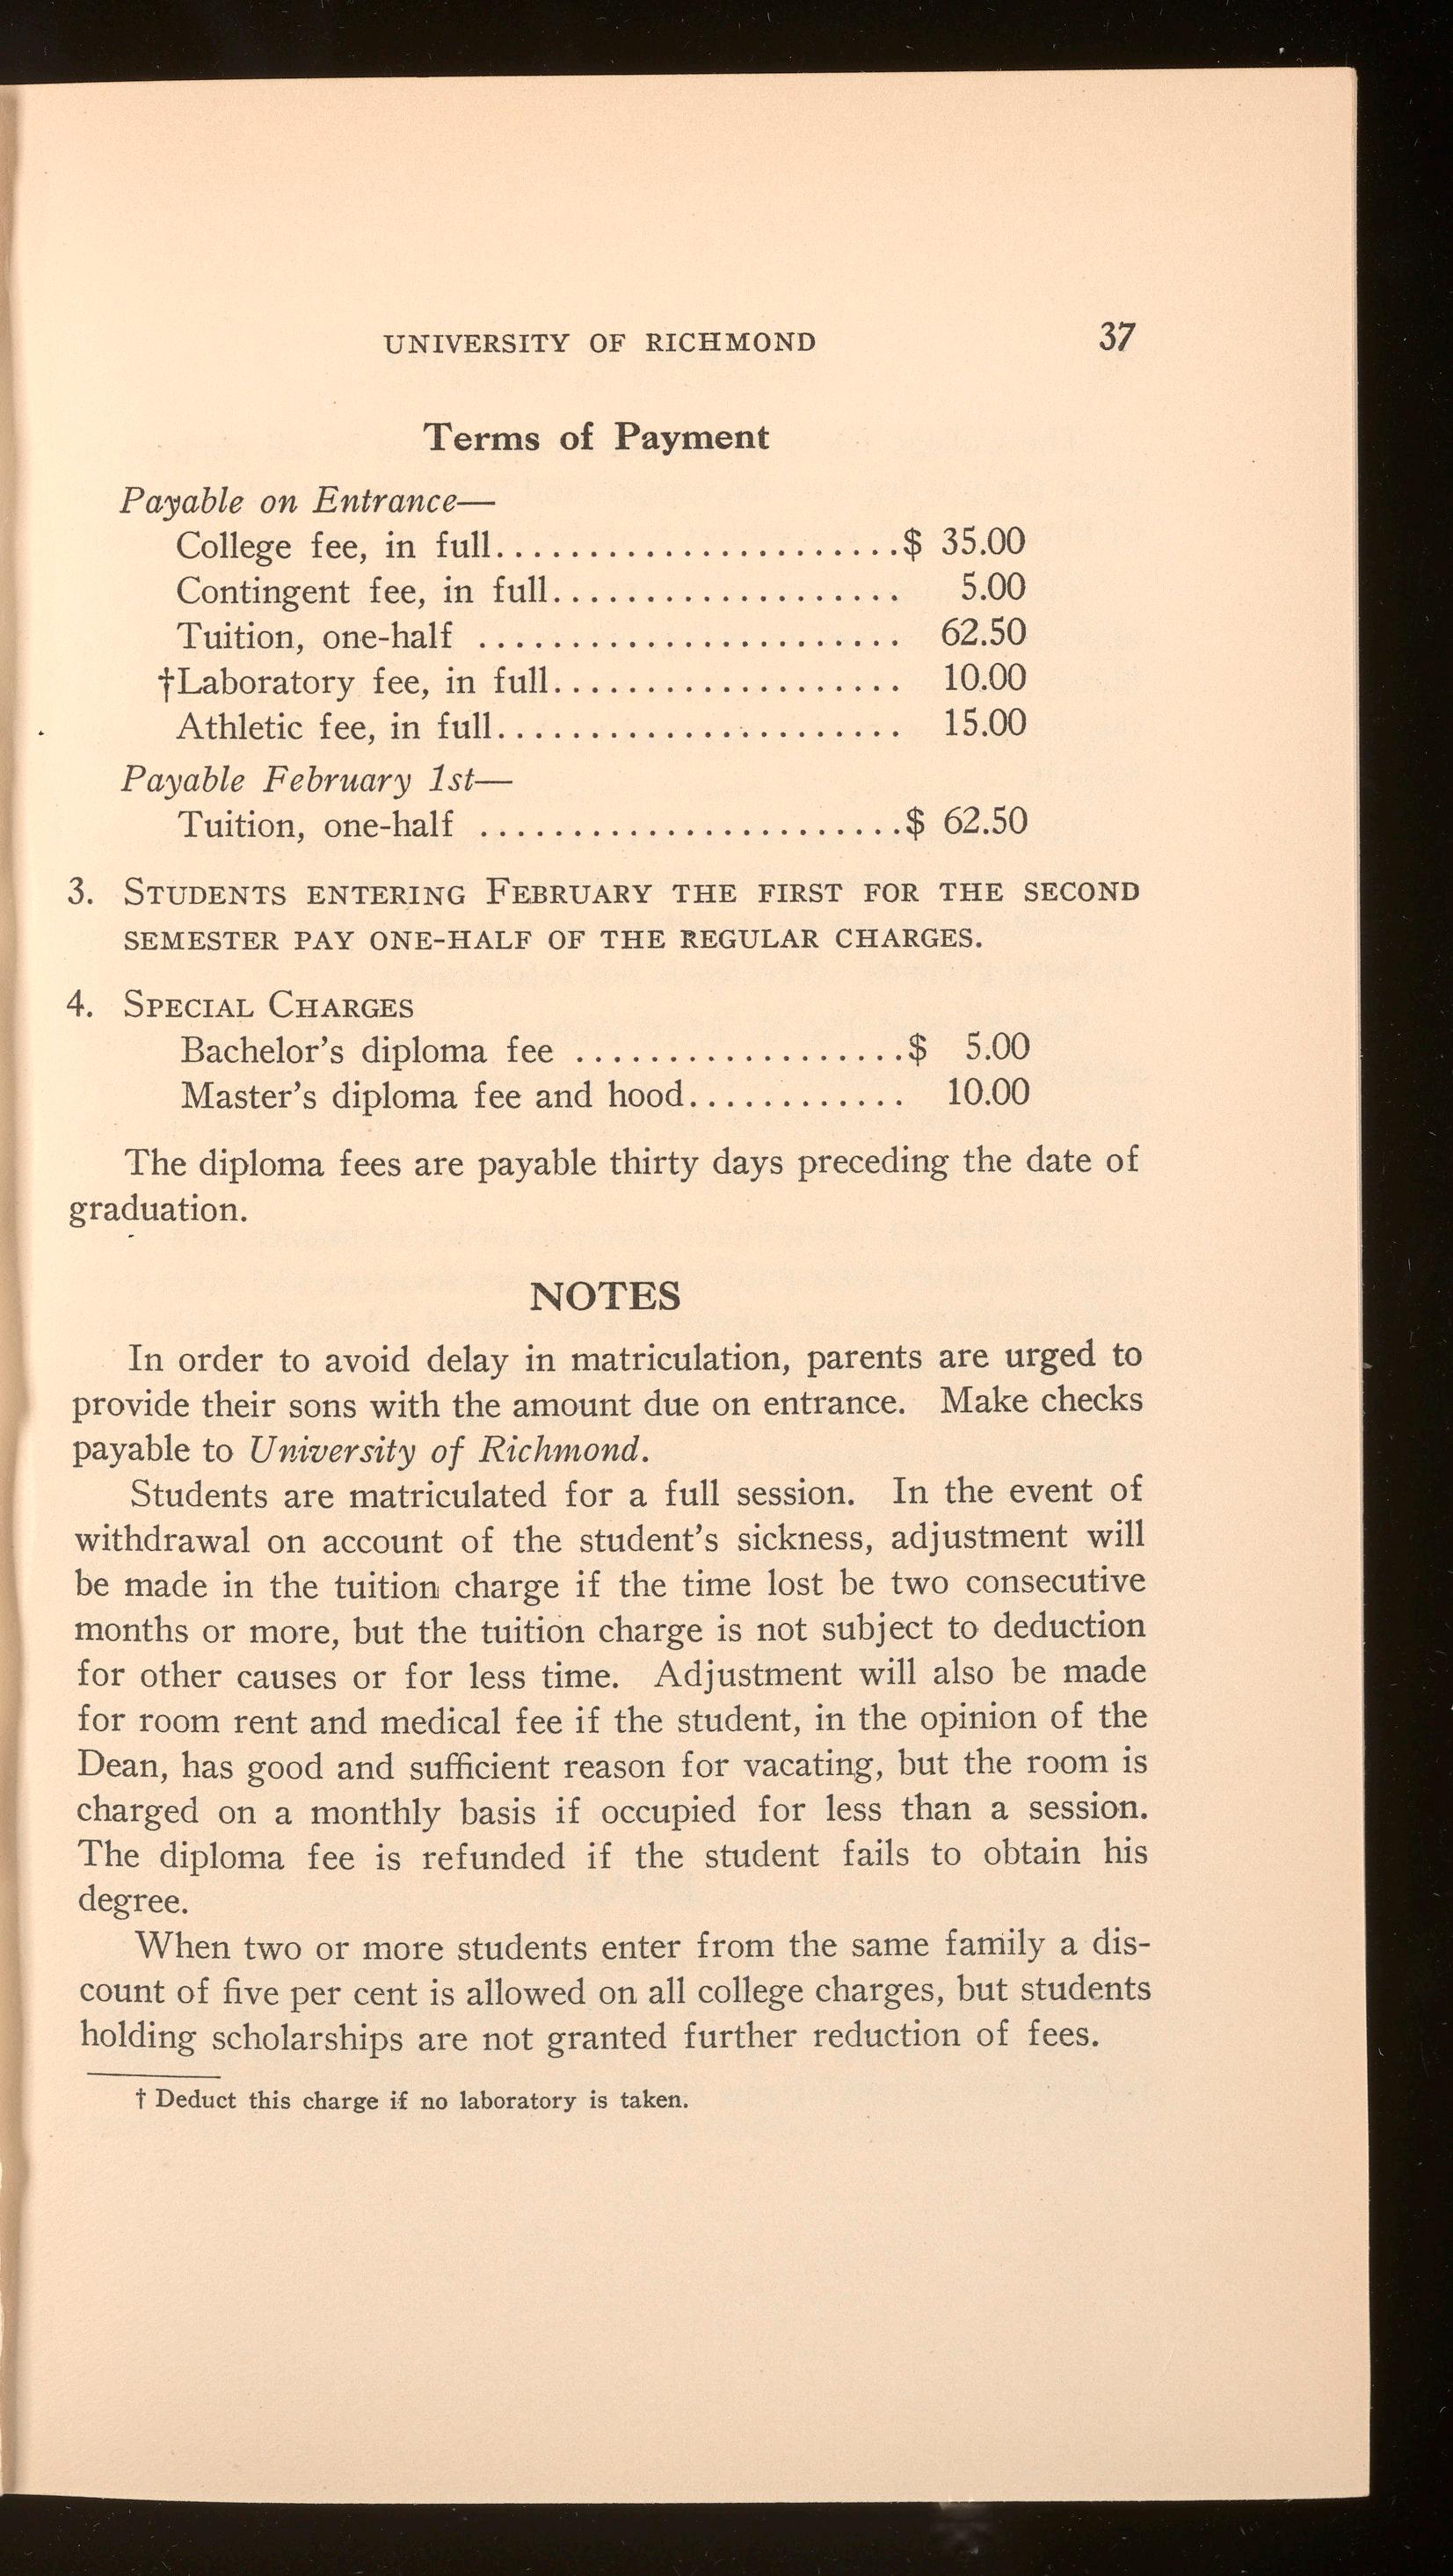 UNIVERSITY OF RICHMOND 37
Terms of Payment
Payable on Entrance—
College fee, in full......................$ 35.00
Contingent fee, in full................... 5.00
Tuition, one-half ....................... 62.50
†Laboratory fee, in full................... 10.00
Athletic fee, in full...................... 15.00
Payable February 1st—
Tuition, one-half .......................$ 62.50
3. STUDENTS ENTERING FEBRUARY THE FIRST FOR THE SECOND
SEMESTER PAY ONE-HALF OF THE REGULAR CHARGES.
4. SPECIAL CHARGES
Bachelor's diploma fee ..................$ 5.00
Master's diploma fee and hood............ 10.00
The diploma fees are payable thirty days preceding the date of
graduation.
NOTES
In order to avoid delay in matriculation, parents are urged to
provide their sons with the amount due on entrance. Make checks
payable to University of Richmond.
Students are matriculated for a full session. In the event of
withdrawal on account of the student's sickness, adjustment will
be made in the tuition charge if the time lost be two consecutive
months or more, but the tuition charge is not subject to deduction
for other causes or for less time. Adjustment will also be made
for room rent and medical fee if the student, in the opinion of the
Dean, has good and sufficient reason for vacating, but the room is
charged on a monthly basis if occupied for less than a session.
The diploma fee is refunded if the student fails to obtain his
degree.
When two or more students enter from the same family a dis-
count of five per cent is allowed on all college charges, but students
holding scholarships are not granted further reduction of fees.
† Deduct this charge if no laboratory is taken.